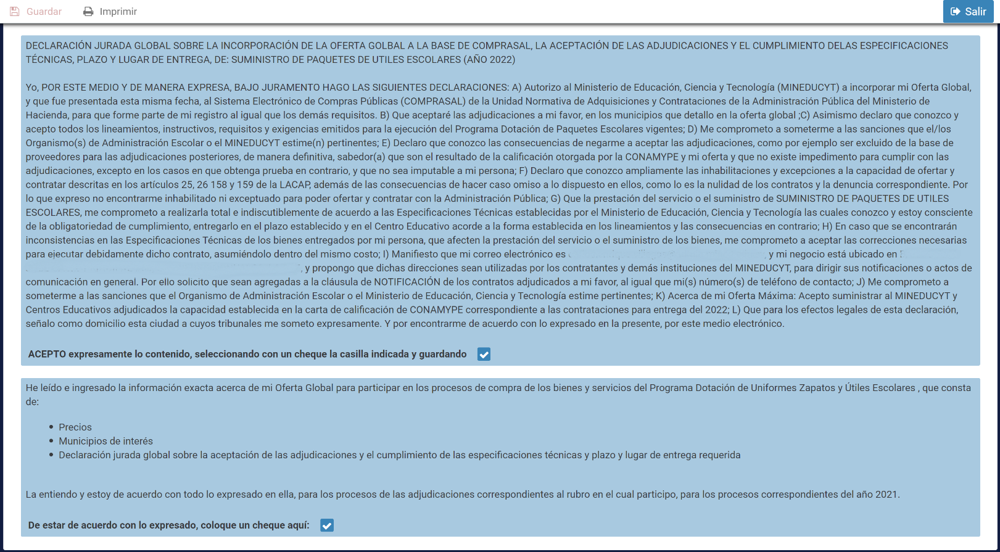 Guardar Imprimir Salir
DECLARACIÓN JURADA GLOBAL SOBRE LA INCORPORACIÓN DE LA OFERTA GOLBAL A LA BASE DE COMPRASAL, LA ACEPTACIÓN DE LAS ADJUDICACIONES Y EL CUMPLIMIENTO DELAS ESPECIFICACIONES
TÉCNICAS, PLAZO Y LUGAR DE ENTREGA, DE: SUMINISTRO DE PAQUETES DE UTILES ESCOLARES (AÑO 2022)
Yo, POR ESTE MEDIO Y DE MANERA EXPRESA, BAJO JURAMENTO HAGO LAS SIGUIENTES DECLARACIONES: A) Autorizo al Ministerio de Educación, Ciencia y Tecnología (MINEDUCYT) a incorporar mi Oferta Global,
y que fue presentada esta misma fecha, al Sistema Electrónico de Compras Públicas (COMPRASAL) de la Unidad Normativa de Adquisiciones y Contrataciones de la Administración Pública del Ministerio de
Hacienda, para que forme parte de mi registro al igual que los demás requisitos. B) Que aceptaré las adjudicaciones a mi favor, en los municipios que detallo en la oferta global ;C) Asimismo declaro que conozco y
acepto todos los lineamientos, instructivos, requisitos y exigencias emitidos para la ejecución del Programa Dotación de Paquetes Escolares vigentes; D) Me comprometo a someterme a las sanciones que el/los
Organismo(s) de Administración Escolar o el MINEDUCYT estime(n) pertinentes; E) Declaro que conozco las consecuencias de negarme a aceptar las adjudicaciones, como por ejemplo ser excluido de la base de
proveedores para las adjudicaciones posteriores, de manera definitiva, sabedor(a) que son el resultado de la calificación otorgada por la CONAMYPE y mi oferta y que no existe impedimento para cumplir con las
adjudicaciones, excepto en los casos en que obtenga prueba en contrario, y que no sea imputable a mi persona; F) Declaro que conozco ampliamente las inhabilitaciones y excepciones a la capacidad de ofertar y
contratar descritas en los artículos 25, 26 158 y 159 de la LACAP, además de las consecuencias de hacer caso omiso a lo dispuesto en ellos, como lo es la nulidad de los contratos y la denuncia correspondiente. Por
lo que expreso no encontrarme inhabilitado ni exceptuado para poder ofertar y contratar con la Administración Pública; G) Que la prestación del servicio o el suministro de SUMINISTRO DE PAQUETES DE UTILES
ESCOLARES, me comprometo a realizarla total e indiscutiblemente de acuerdo a las Especificaciones Técnicas establecidas por el Ministerio de Educación, Ciencia y Tecnología las cuales conozco y estoy consciente
de la obligatoriedad de cumplimiento, entregarlo en el plazo establecido y en el Centro Educativo acorde a la forma establecida en los lineamientos y las consecuencias en contrario; H) En caso que se encontrarán
inconsistencias en las Especificaciones Técnicas de los bienes entregados por mi persona, que afecten la prestación del servicio o el suministro de los bienes, me comprometo a aceptar las correcciones necesarias
para ejecutar debidamente dicho contrato, asumiéndolo dentro del mismo costo; I) Manifiesto que mi correo electrónico es , y mi negocio está ubicado en
, y propongo que dichas direcciones sean utilizadas por los contratantes y demás instituciones del MINEDUCYT, para dirigir sus notificaciones o actos de
comunicación en general. Por ello solicito que sean agregadas a la cláusula de NOTIFICACIÓN de los contratos adjudicados a mi favor, al igual que mi(s) número(s) de teléfono de contacto; J) Me comprometo a
someterme a las sanciones que el Organismo de Administración Escolar o el Ministerio de Educación, Ciencia y Tecnología estime pertinentes; K) Acerca de mi Oferta Máxima: Acepto suministrar al MINEDUCYT y
Centros Educativos adjudicados la capacidad establecida en la carta de calificación de CONAMYPE correspondiente a las contrataciones para entrega del 2022; L) Que para los efectos legales de esta declaración,
señalo como domicilio esta ciudad a cuyos tribunales me someto expresamente. Y por encontrarme de acuerdo con lo expresado en la presente, por este medio electrónico.
ACEPTO expresamente lo contenido, seleccionando con un cheque la casilla indicada y guardando
He leído e ingresado la información exacta acerca de mi Oferta Global para participar en los procesos de compra de los bienes y servicios del Programa Dotación de Uniformes Zapatos y Útiles Escolares , que consta
de:
• Precios
• Municipios de interés
• Declaración jurada global sobre la aceptación de las adjudicaciones y el cumplimiento de las especificaciones técnicas y plazo y lugar de entrega requerida
La entiendo y estoy de acuerdo con todo lo expresado en ella, para los procesos de las adjudicaciones correspondientes al rubro en el cual participo, para los procesos correspondientes del año 2021.
De estar de acuerdo con lo expresado, coloque un cheque aquí: